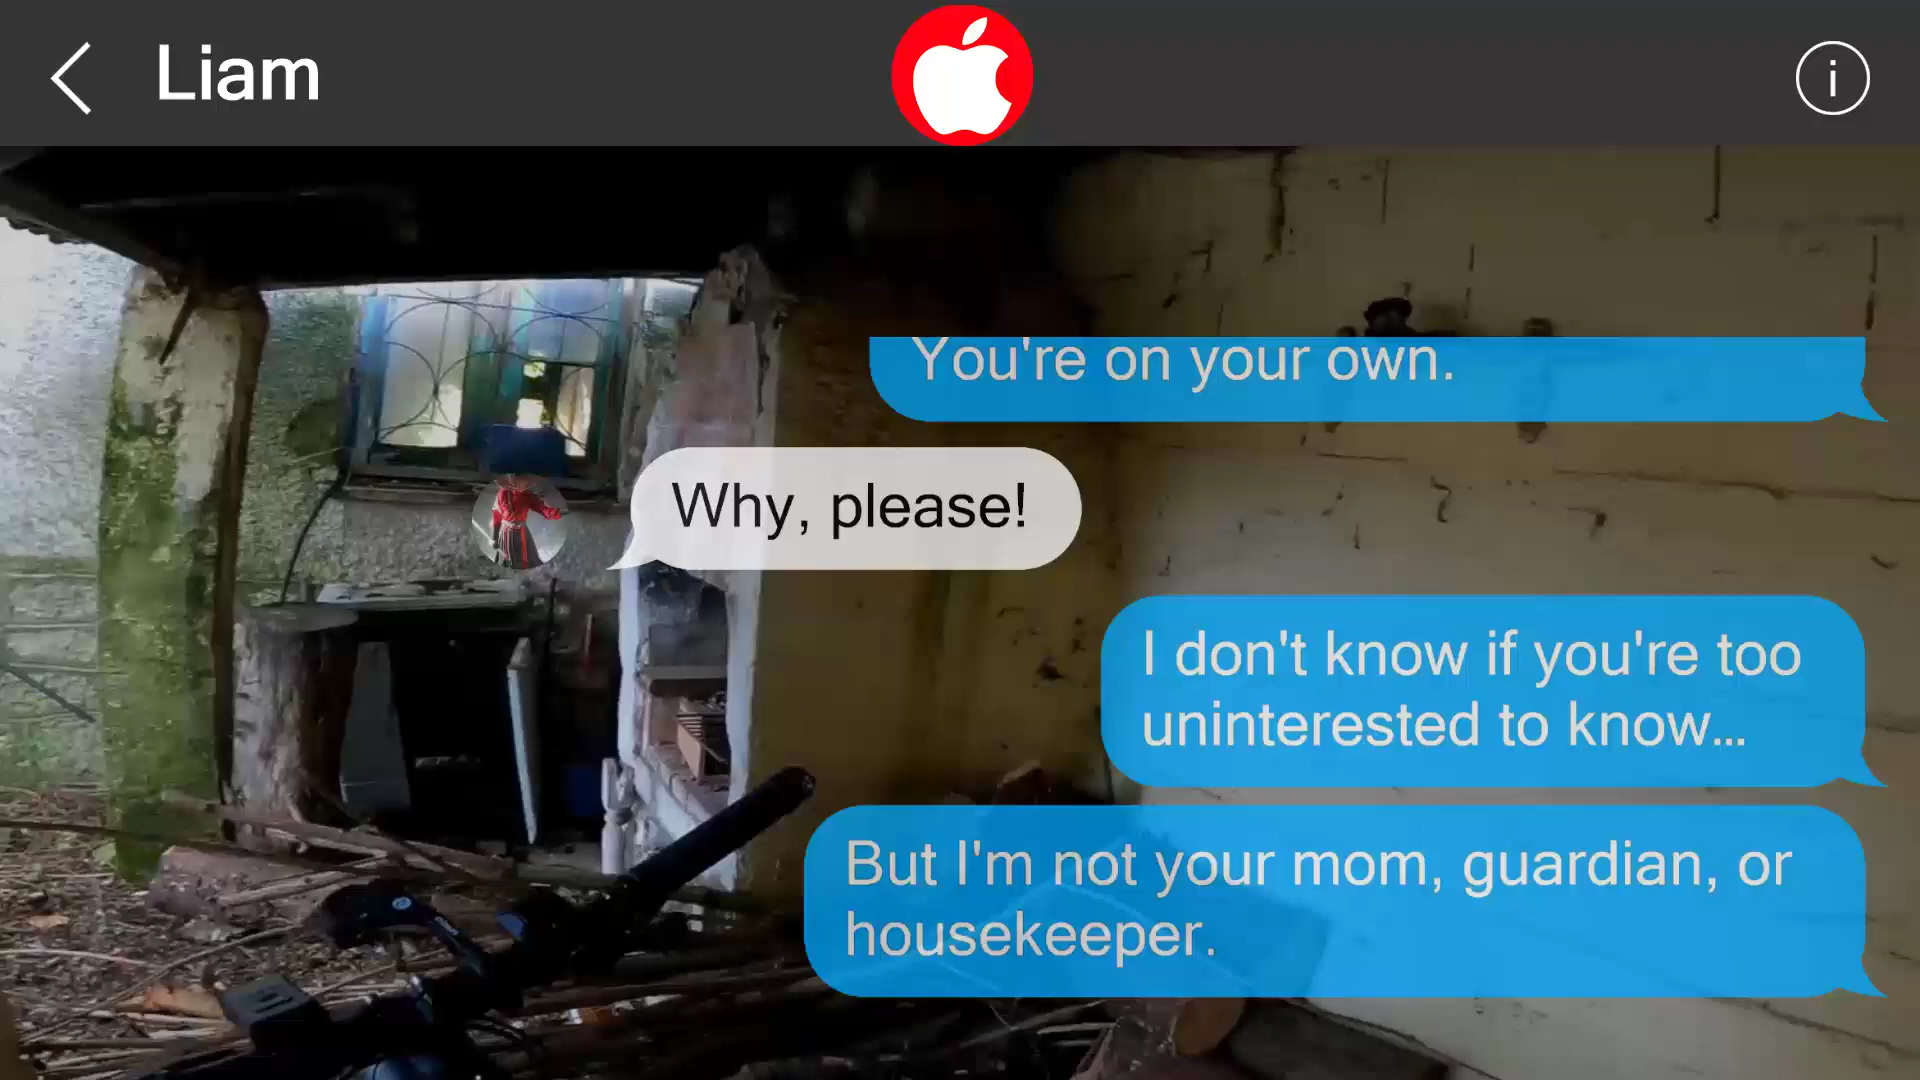 Liam
i
You're on your own.
Why, please!
I don't know if you're too
uninterested to know...
But I'm not your mom, guardian, or
housekeeper.